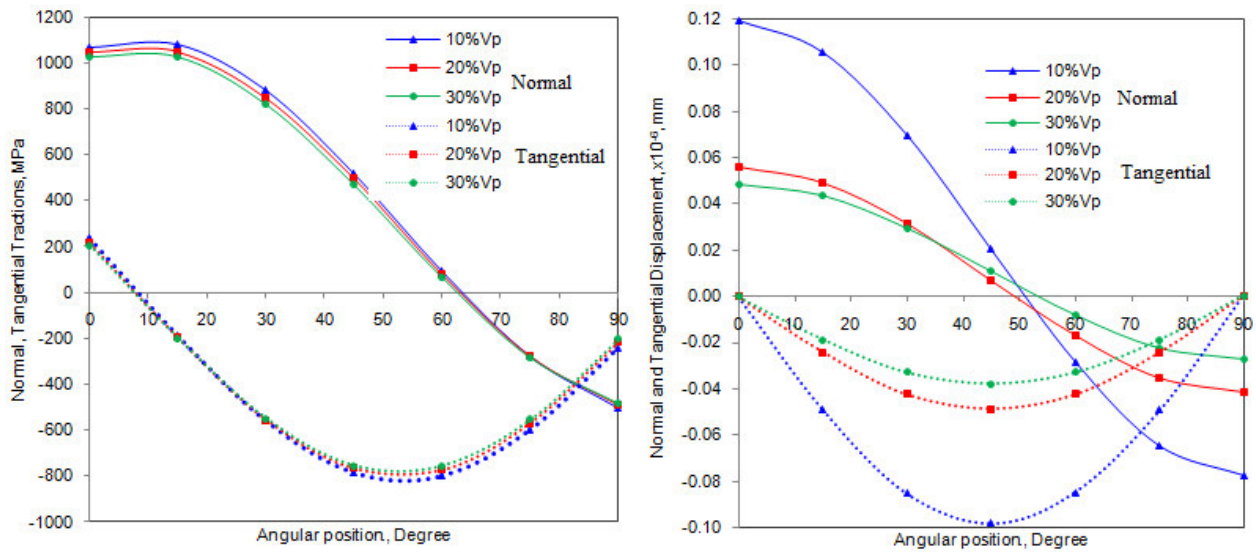 1200
1000
800
600
400
200
0
-200
-400
-600
-800
-1000
0
10
20
30
40
50
60
70
80
90
Normal, Tangential Tractions, MPa
Angular position, Degree
10%Vp
20%Vp
Normal
30%Vp
10%Vp
20%Vp
Tangential
30%Vp
0.12
0.10
0.08
0.06
0.04
0.02
0.00
-0.02
-0.04
-0.06
-0.08
-0.10
0
10
20
30
40
50
60
70
80
90
Normal and Tangential Displacement, x10-6, mm
Angular position, Degree
10%Vp
20%Vp
Normal
30%Vp
10%Vp
20%Vp
Tangential
30%Vp